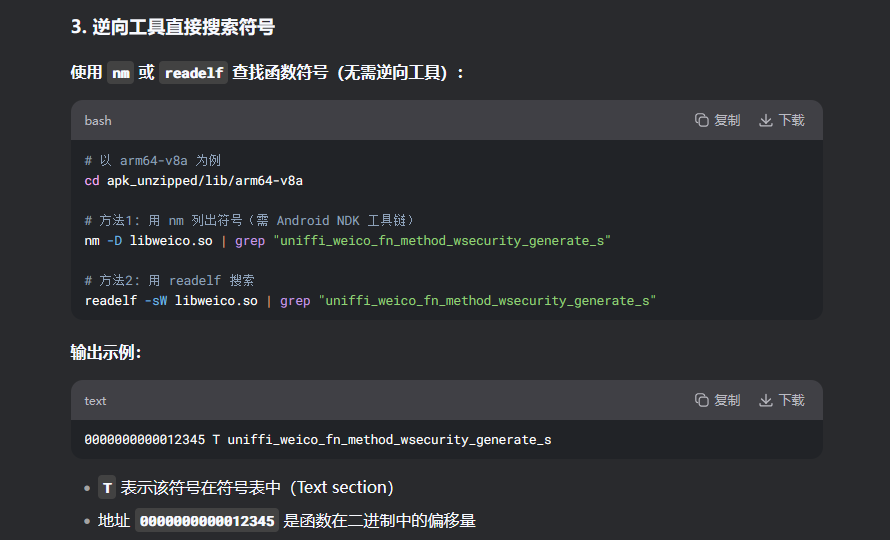 3. 逆向工具直接搜索符号
使用 nm 或 readelf 查找函数符号（无需逆向工具）：
bash
复制
下载
# 以 arm64-v8a 为例
cd apk_unzipped/lib/arm64-v8a
# 方法1: 用 nm 列出符号（需 Android NDK 工具链）
nm -D libweico.so | grep "uniffi_weico_fn_method_wsecurity_generate_s"
# 方法2: 用 readelf 搜索
readelf -sW libweico.so | grep "uniffi_weico_fn_method_wsecurity_generate_s"
输出示例：
text
复制
下载
0000000000012345 T uniffi_weico_fn_method_wsecurity_generate_s
T 表示该符号在符号表中（Text section）
地址 0000000000012345 是函数在二进制中的偏移量